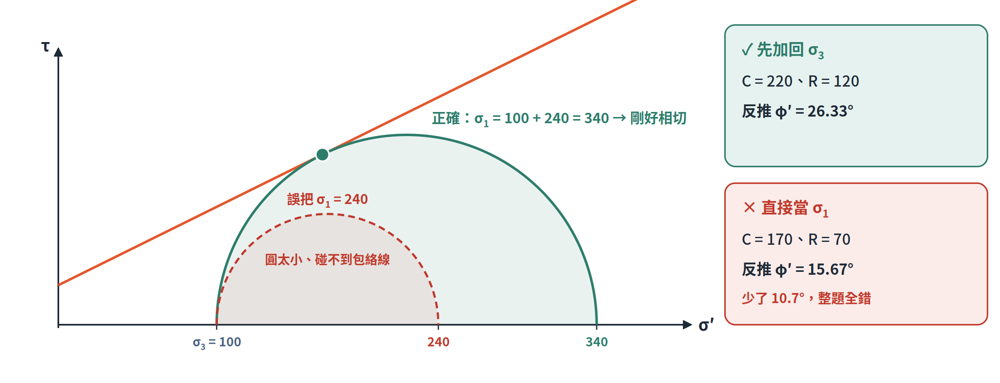 τ
正確：σ₁ = 100 + 240 = 340 → 剛好相切
誤把 σ₁ = 240
圓太小、碰不到包絡線
σ′
σ₃ = 100
240
340
✓ 先加回 σ₃
C = 220、R = 120
反推 φ′ = 26.33°
× 直接當 σ₁
C = 170、R = 70
反推 φ′ = 15.67°
少了 10.7°，整題全錯